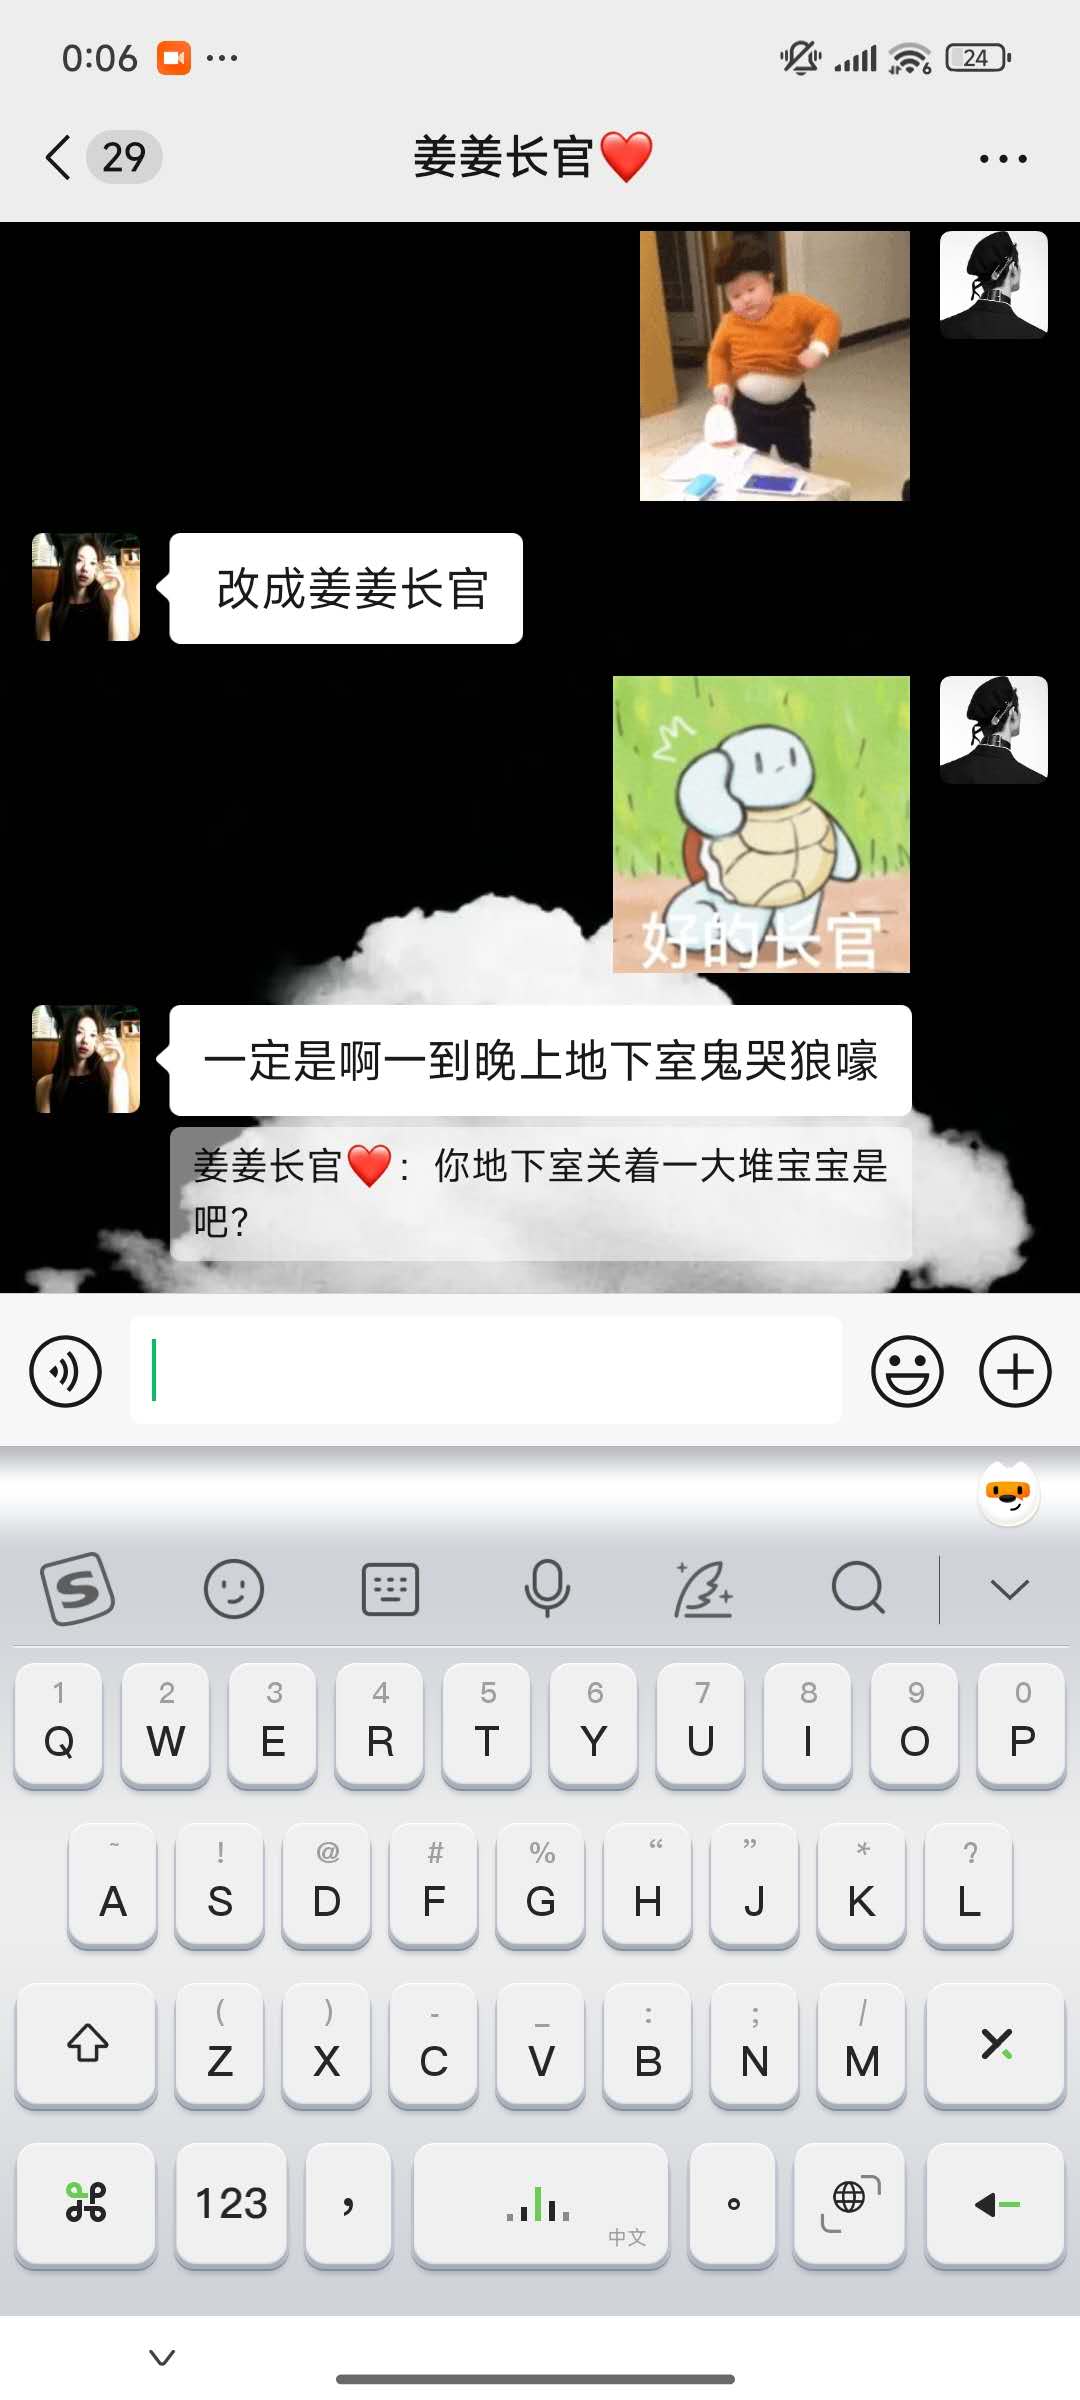 0:06
24
29
姜姜长官❤️
改成姜姜长官
好的长官
一定是啊一到晚上地下室鬼哭狼嚎
姜姜长官❤️：你地下室关着一大堆宝宝是
吧？
1 2 3 4 5 6 7 8 9 0
Q W E R T Y U I O P
~ ! @ # % “ ” * ?
A S D F G H J K L
( ) - _ : ; /
Z X C V B N M
123 , 中文 。